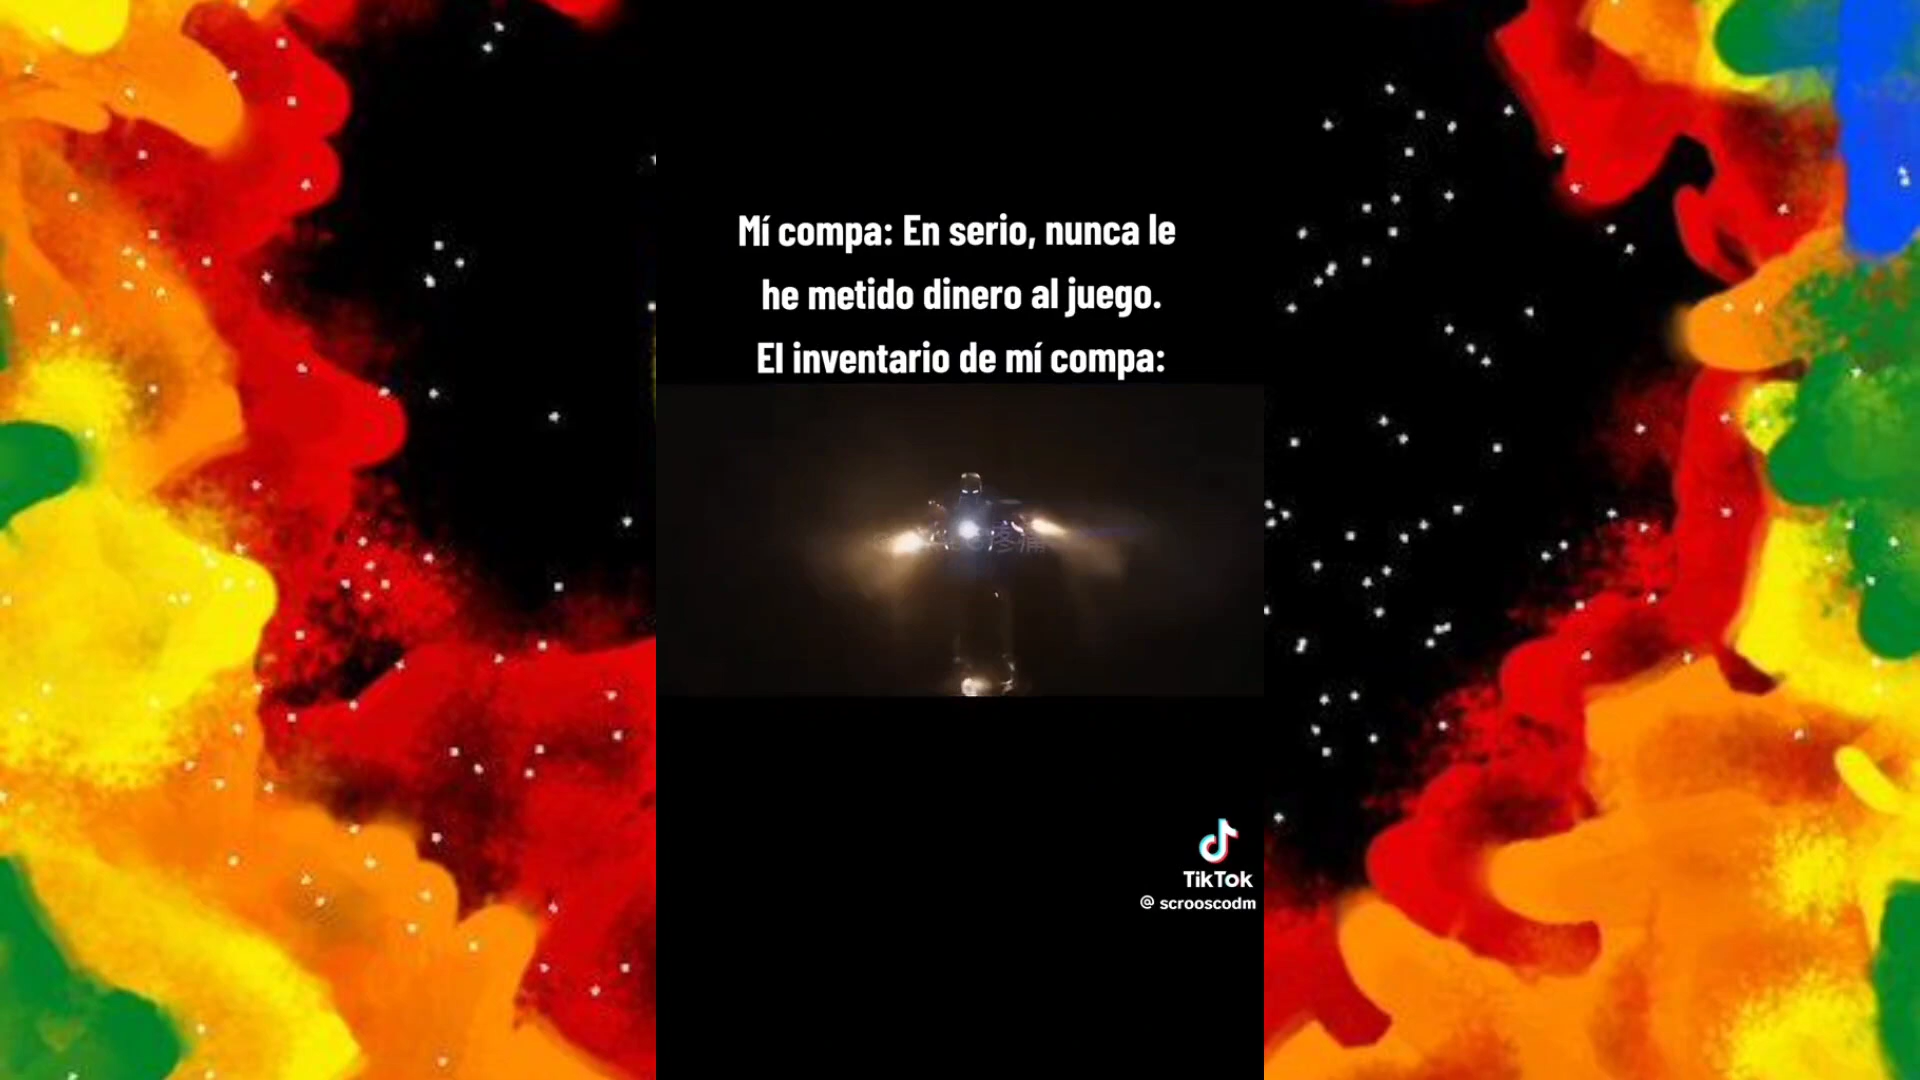 Mí compa: En serio, nunca le
he metido dinero al juego.
El inventario de mí compa:
TikTok
@ scrooscodm